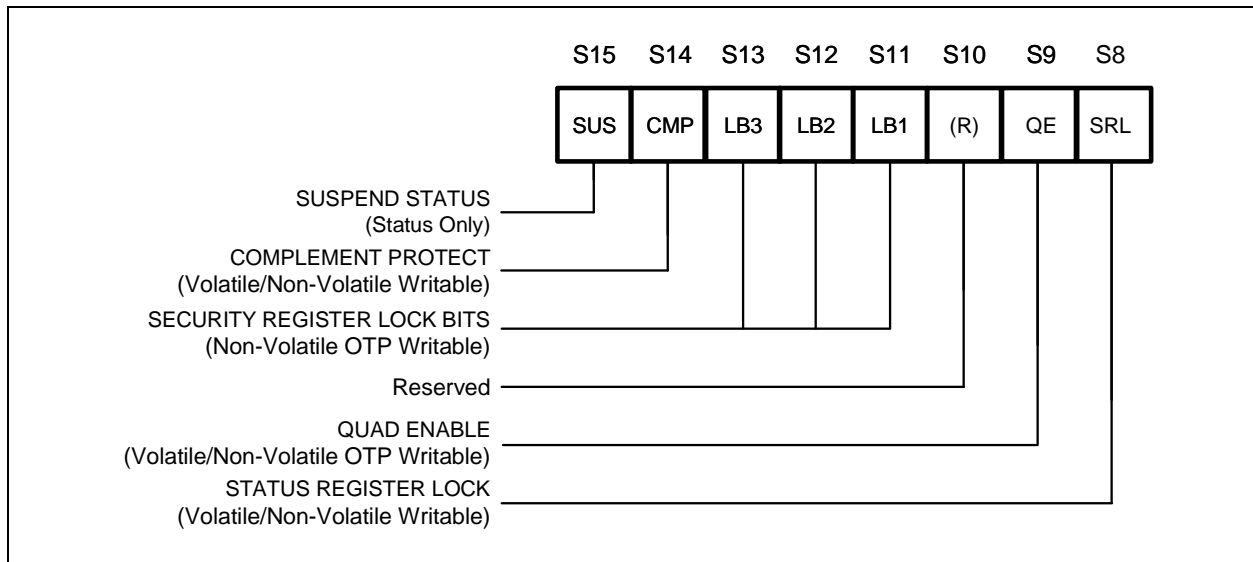 S15 S14 S13 S12 S11 S10 S9 S8
SUS CMP LB3 LB2 LB1 (R) QE SRL
SUSPEND STATUS
(Status Only)
COMPLEMENT PROTECT
(Volatile/Non-Volatile Writable)
SECURITY REGISTER LOCK BITS
(Non-Volatile OTP Writable)
Reserved
QUAD ENABLE
(Volatile/Non-Volatile OTP Writable)
STATUS REGISTER LOCK
(Volatile/Non-Volatile Writable)